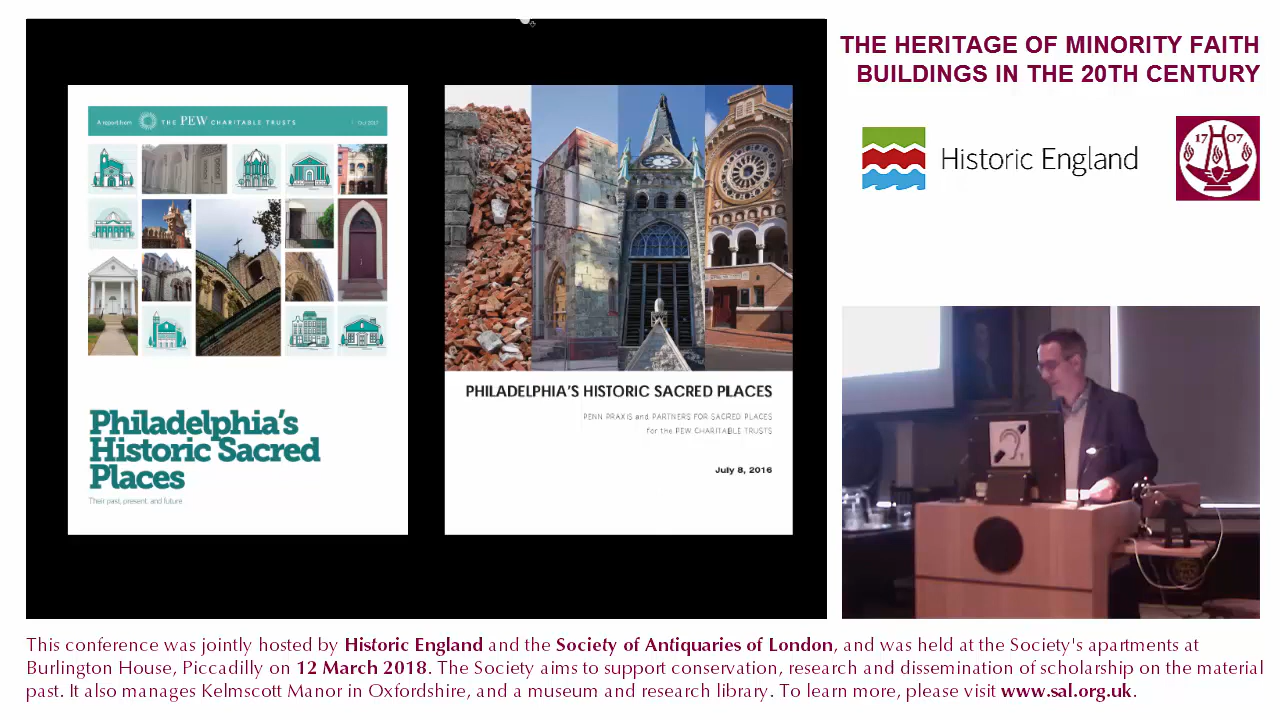 THE HERITAGE OF MINORITY FAITH
BUILDINGS IN THE 20TH CENTURY
Historic England
17 07
A report from THE PEW CHARITABLE TRUSTS
Philadelphia's
Historic Sacred
Places
Their past, present, and future
PHILADELPHIA'S HISTORIC SACRED PLACES
PENN PRAXIS and PARTNERS FOR SACRED PLACES
for the PEW CHARITABLE TRUSTS
July 8, 2016
This conference was jointly hosted by Historic England and the Society of Antiquaries of London, and was held at the Society's apartments at
Burlington House, Piccadilly on 12 March 2018. The Society aims to support conservation, research and dissemination of scholarship on the material
past. It also manages Kelmscott Manor in Oxfordshire, and a museum and research library. To learn more, please visit www.sal.org.uk.